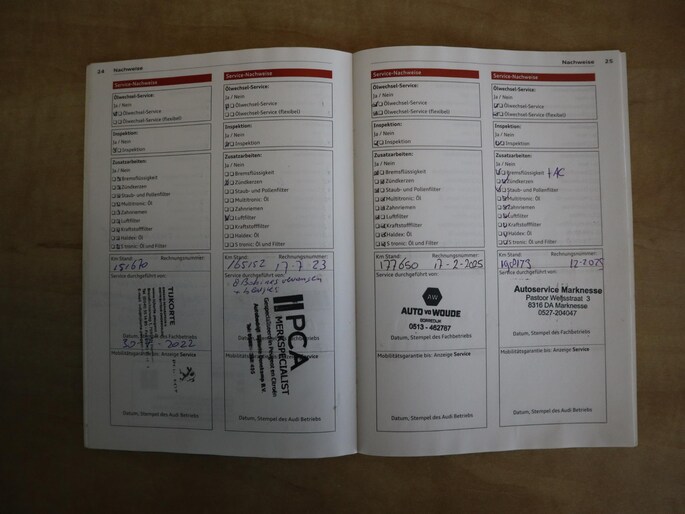 24 Nachweise
Service-Nachweise
Ölwechsel-Service:
Ja / Nein
Ölwechsel-Service
Ölwechsel-Service (flexibel)
Inspektion:
Ja / Nein
Inspektion
Zusatzarbeiten:
Ja / Nein
Bremsflüssigkeit
Zündkerzen
Staub- und Pollenfilter
Multitronic: Öl
Zahnriemen
Luftfilter
Kraftstofffilter
Haldex: Öl
S tronic: Öl und Filter
Km Stand: Rechnungsnummer:
151670
Service durchgeführt von:
TIJKORTE
Datum, Stempel des Fachbetriebs
Mobilitätsgarantie bis: Anzeige Service
Datum, Stempel des Audi Betriebs
Service-Nachweise
Ölwechsel-Service:
Ja / Nein
Ölwechsel-Service
Ölwechsel-Service (flexibel)
Inspektion:
Ja / Nein
Inspektion
Zusatzarbeiten:
Ja / Nein
Bremsflüssigkeit
Zündkerzen
Staub- und Pollenfilter
Multitronic: Öl
Zahnriemen
Luftfilter
Kraftstofffilter
Haldex: Öl
S tronic: Öl und Filter
Km Stand: Rechnungsnummer:
165152 17-7-23
Service durchgeführt von:
PCA
MERKSPECIALIST
Datum, Stempel des Audi Betriebs
Nachweise 25
Service-Nachweise
Ölwechsel-Service:
Ja / Nein
Ölwechsel-Service
Ölwechsel-Service (flexibel)
Inspektion:
Ja / Nein
Inspektion
Zusatzarbeiten:
Ja / Nein
Bremsflüssigkeit
Zündkerzen
Staub- und Pollenfilter
Multitronic: Öl
Zahnriemen
Luftfilter
Kraftstofffilter
Haldex: Öl
S tronic: Öl und Filter
Km Stand: Rechnungsnummer:
177650 17-2-2025
Service durchgeführt von:
AW
AUTO VD WOUDE
0513 - 462787
Datum, Stempel des Fachbetriebs
Mobilitätsgarantie bis: Anzeige Service
Datum, Stempel des Audi Betriebs
Service-Nachweise
Ölwechsel-Service:
Ja / Nein
Ölwechsel-Service
Ölwechsel-Service (flexibel)
Inspektion:
Ja / Nein
Inspektion
Zusatzarbeiten:
Ja / Nein
Bremsflüssigkeit + AC
Zündkerzen
Staub- und Pollenfilter
Multitronic: Öl
Zahnriemen
Luftfilter
Kraftstofffilter
Haldex: Öl
S tronic: Öl und Filter
Km Stand: Rechnungsnummer:
12-2025
Service durchgeführt von:
Autoservice Marknesse
Pastoor Welfsstraat 3
8316 DA Marknesse
0527-204047
Datum, Stempel des Fachbetriebs
Mobilitätsgarantie bis: Anzeige Service
Datum, Stempel des Audi Betriebs